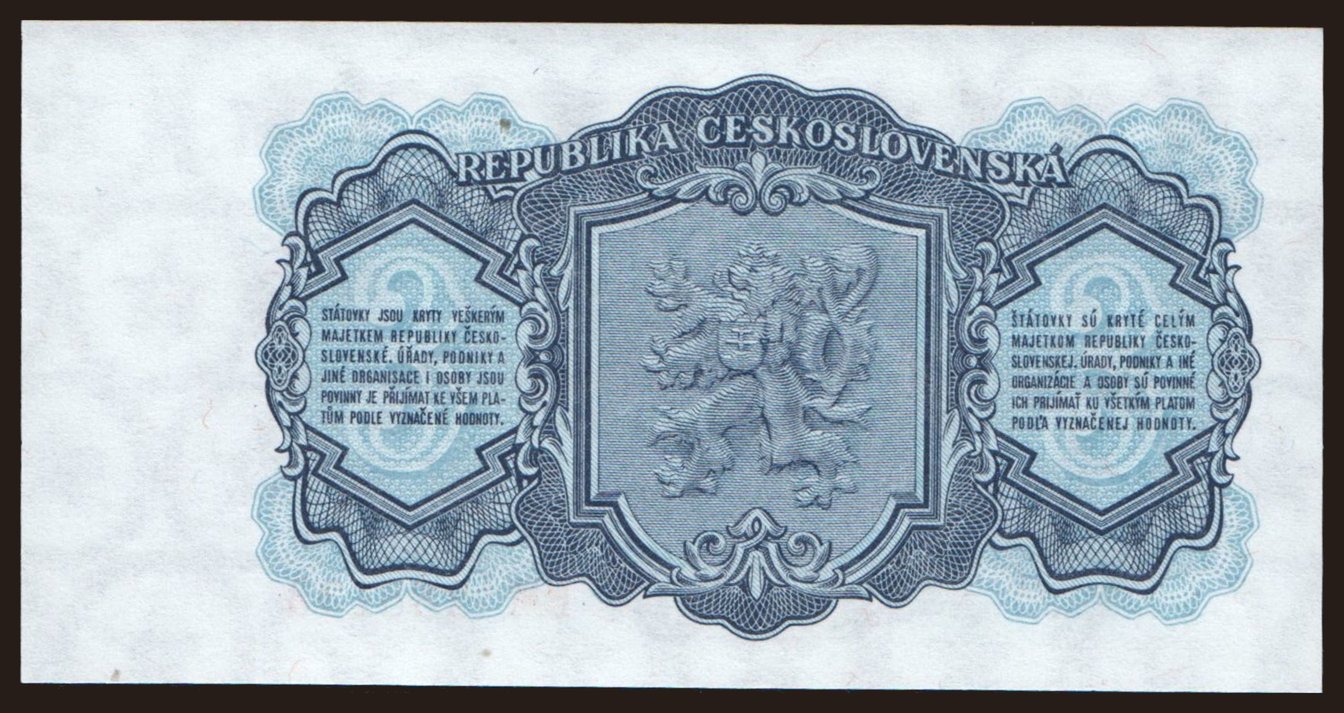 REPUBLIKA ČESKOSLOVENSKÁ
STÁTOVKY JSOU KRYTY VEŠKERÝM
MAJETKEM REPUBLIKY ČESKO-
SLOVENSKÉ. ÚŘADY, PODNIKY A
JINÉ ORGANISACE I OSOBY JSOU
POVINNY JE PŘIJÍMAT KE VŠEM PLA-
TŮM PODLE VYZNAČENÉ HODNOTY.
3
ŠTÁTOVKY SÚ KRYTÉ CELÝM
MAJETKOM REPUBLIKY ČESKO-
SLOVENSKEJ. ÚRADY, PODNIKY A INÉ
ORGANIZÁCIE A OSOBY SÚ POVINNÉ
ICH PRIJÍMAŤ KU VŠETKÝM PLATOM
PODĽA VYZNAČENEJ HODNOTY.
3